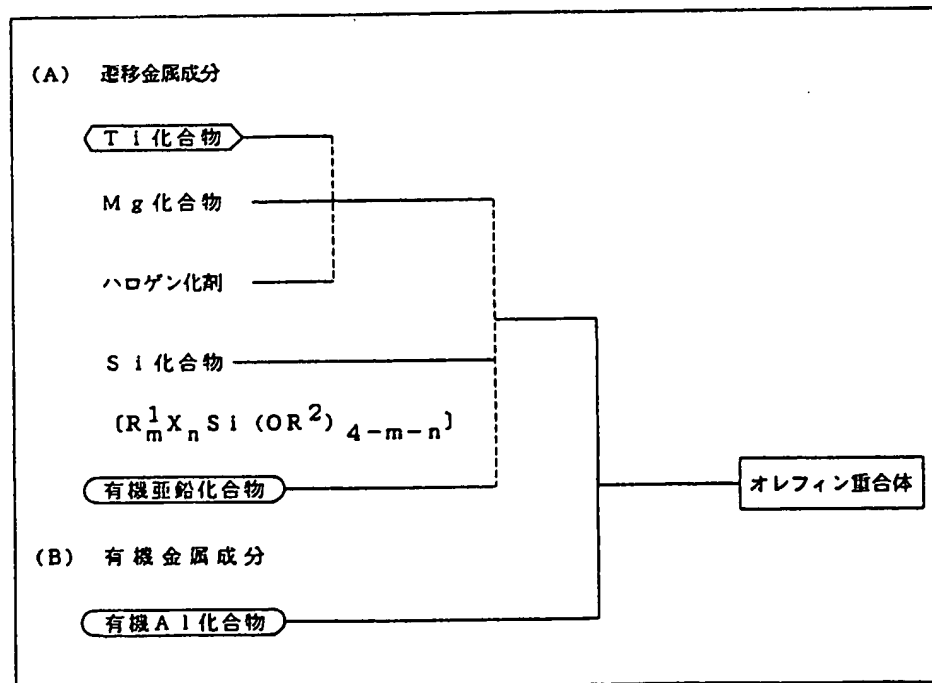 (A) 遷移金属成分
Ti化合物
Mg化合物
ハロゲン化剤
Si化合物
[R¹ₘXₙSi(OR²)₄₋ₘ₋ₙ]
有機亜鉛化合物
オレフィン重合体
(B) 有機金属成分
有機Al化合物